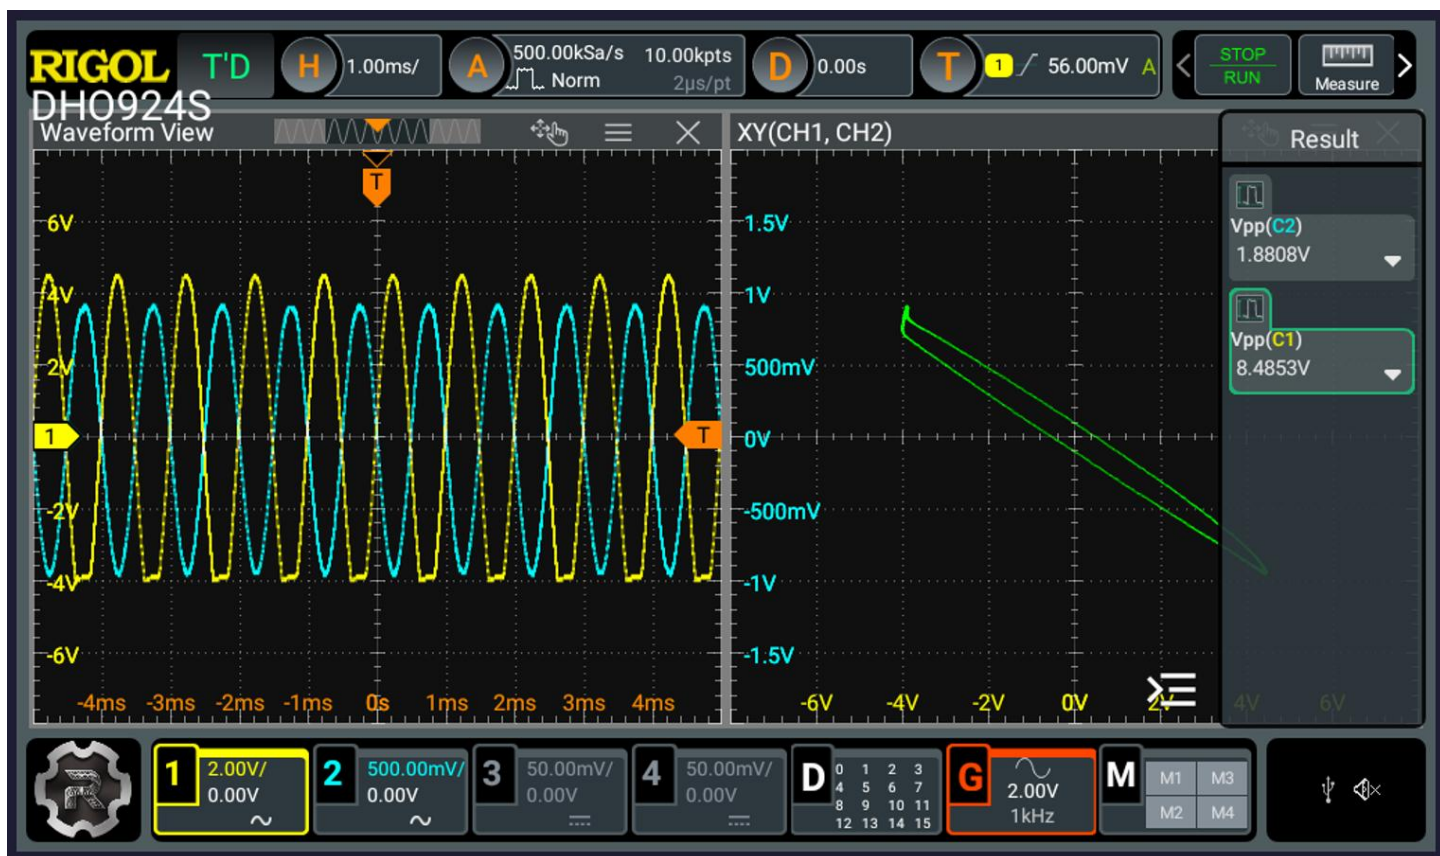 RIGOL T'D H 1.00ms/ A 500.00kSa/s 10.00kpts D 0.00s T 1 56.00mV A STOP
Norm 2µs/pt RUN Measure
DHO924S
Waveform View XY(CH1, CH2) Result
T
6V 1.5V Vpp(C2)
1.8808V
4V 1V
Vpp(C1)
2V 500mV 8.4853V
1 T 0V
-2V -500mV
-4V -1V
-6V -1.5V
-4ms -3ms -2ms -1ms 0s 1ms 2ms 3ms 4ms -6V -4V -2V 0V 2V 4V 6V
1 2.00V/ 2 500.00mV/ 3 50.00mV/ 4 50.00mV/ D 0 1 2 3 G 2.00V M M1 M3
0.00V 0.00V 0.00V 0.00V 4 5 6 7 1kHz M2 M4
8 9 10 11
12 13 14 15
R